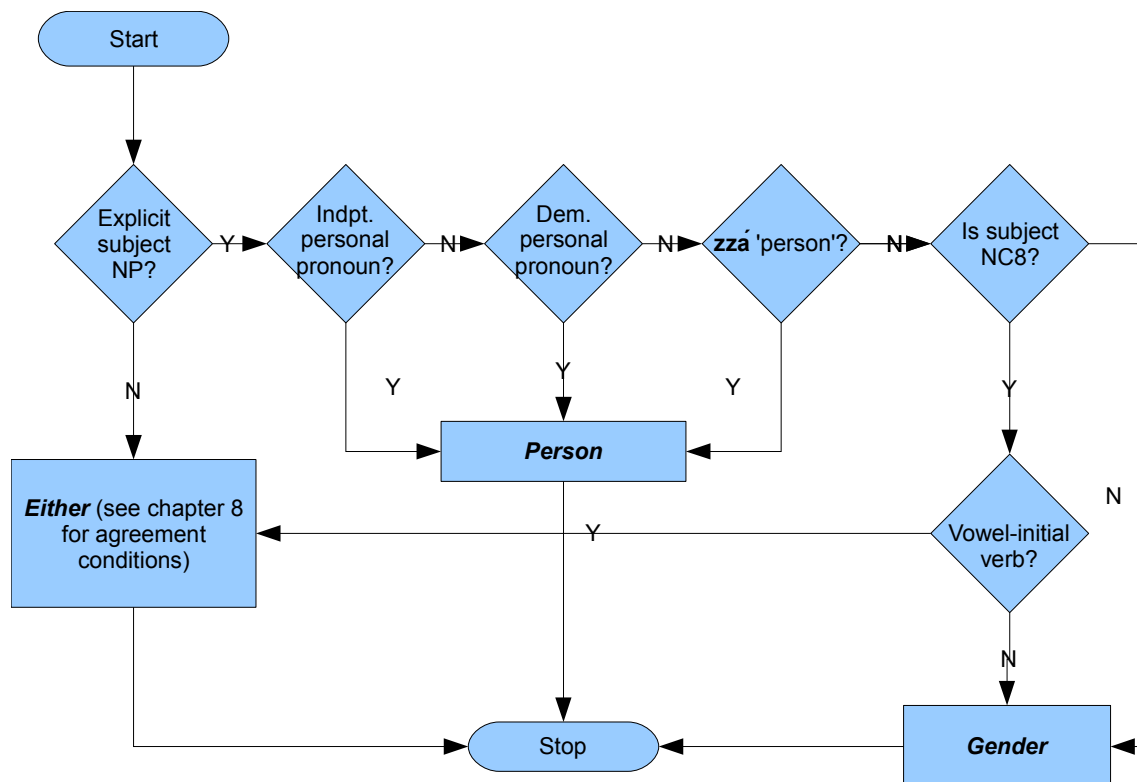 Start
Explicit
subject
NP?
Y
Indpt.
personal
pronoun?
N
Dem.
personal
pronoun?
N
zzá 'person'?
N
Is subject
NC8?
N
Y
Y
Y
Y
N
Person
Either (see chapter 8
for agreement
conditions)
Y
Vowel-initial
verb?
N
Stop
Gender